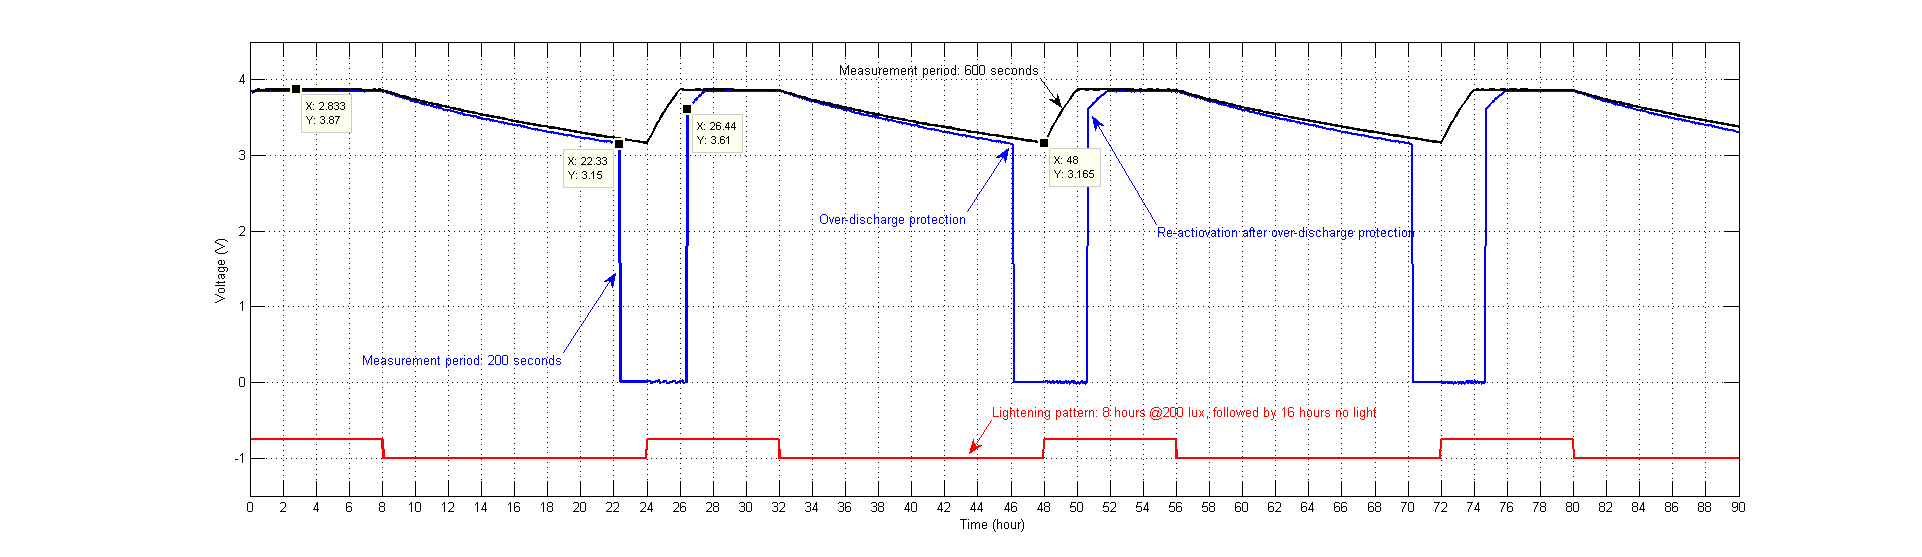 Measurement period: 600 seconds
4
X: 2.833
Y: 3.87
X: 26.44
Y: 3.61
3
X: 22.33
Y: 3.15
X: 48
Y: 3.165
Over-discharge protection
2
Re-actiovation after over-discharge protection
Voltage (V)
1
Measurement period: 200 seconds
0
Lightening pattern: 8 hours @200 lux, followed by 16 hours no light
-1
0 2 4 6 8 10 12 14 16 18 20 22 24 26 28 30 32 34 36 38 40 42 44 46 48 50 52 54 56 58 60 62 64 66 68 70 72 74 76 78 80 82 84 86 88 90
Time (hour)